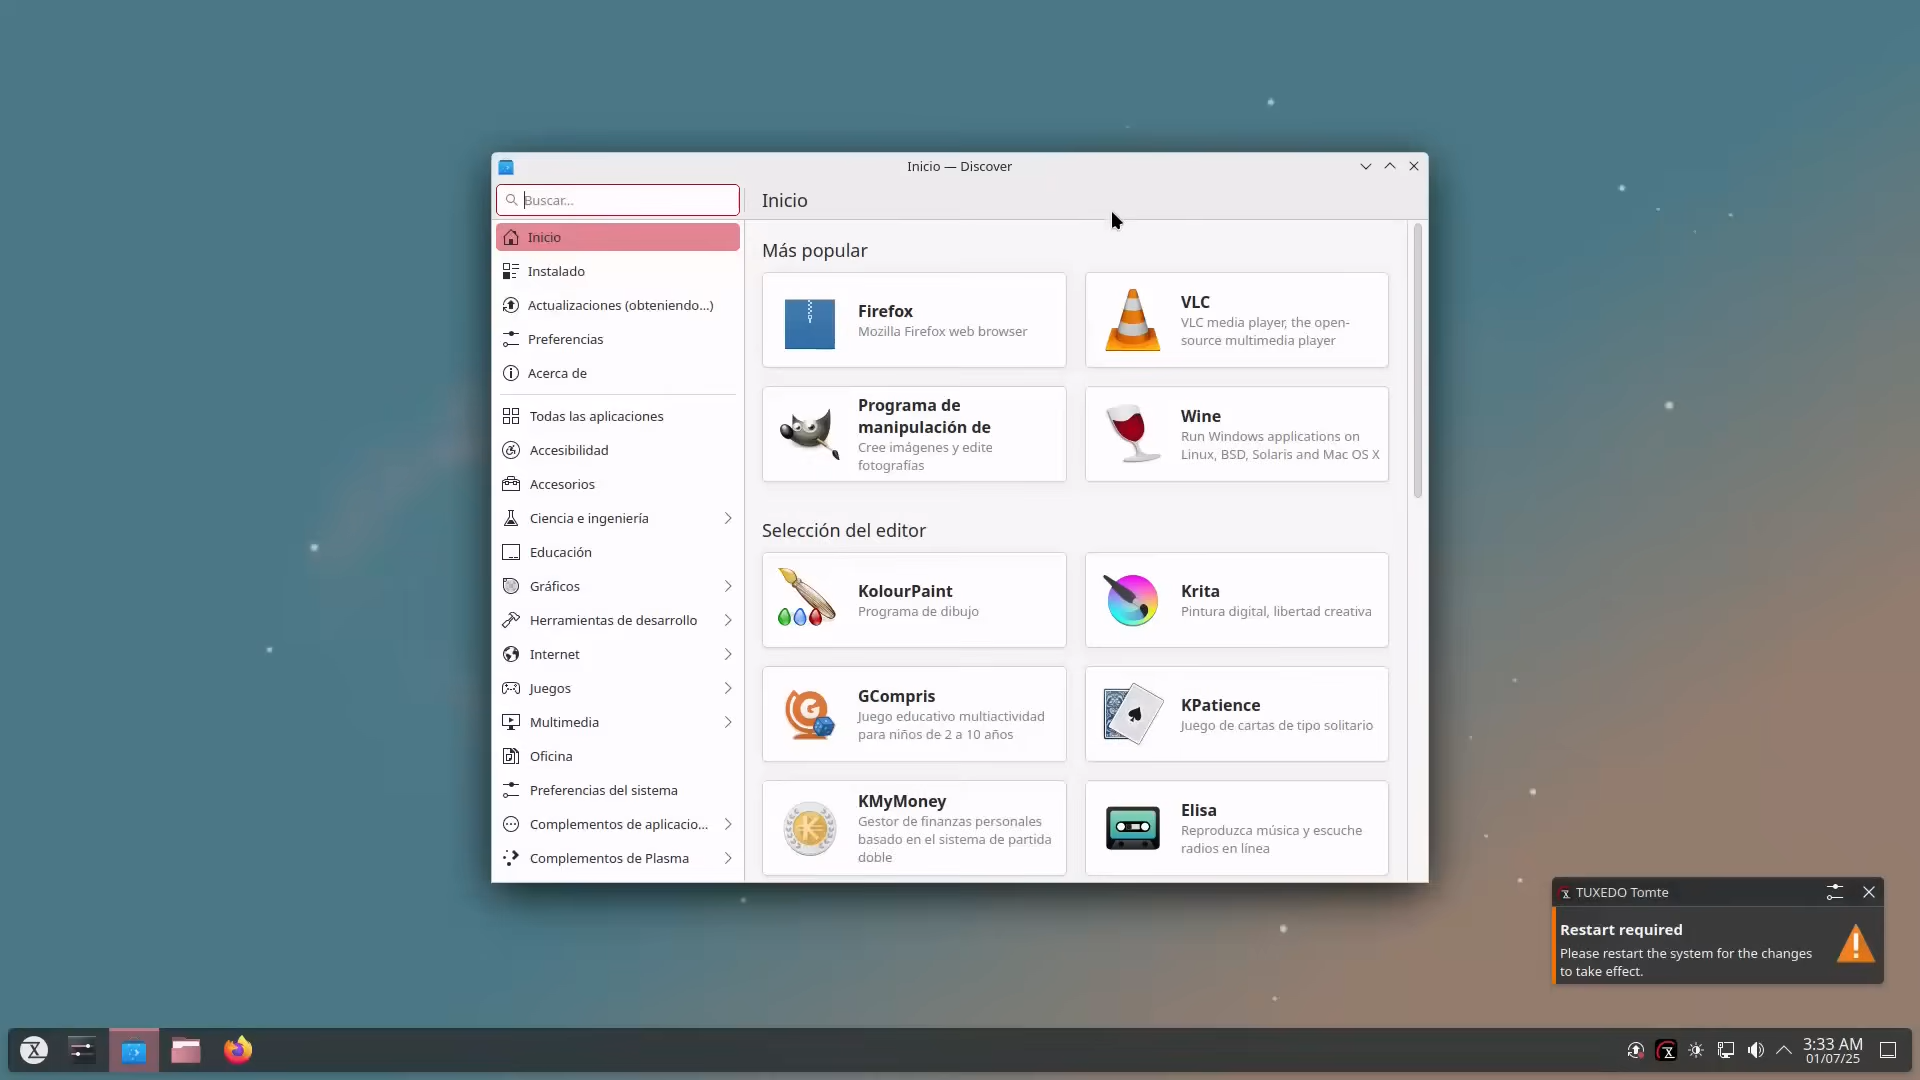 Inicio — Discover
Buscar...
Inicio
Inicio
Instalado
Actualizaciones (obteniendo...)
Preferencias
Acerca de
Todas las aplicaciones
Accesibilidad
Accesorios
Ciencia e ingeniería
Educación
Gráficos
Herramientas de desarrollo
Internet
Juegos
Multimedia
Oficina
Preferencias del sistema
Complementos de aplicacio...
Complementos de Plasma
Más popular
Firefox
Mozilla Firefox web browser
VLC
VLC media player, the open-
source multimedia player
Programa de
manipulación de
Cree imágenes y edite
fotografías
Wine
Run Windows applications on
Linux, BSD, Solaris and Mac OS X
Selección del editor
KolourPaint
Programa de dibujo
Krita
Pintura digital, libertad creativa
GCompris
Juego educativo multiactividad
para niños de 2 a 10 años
KPatience
Juego de cartas de tipo solitario
KMyMoney
Gestor de finanzas personales
basado en el sistema de partida
doble
Elisa
Reproduzca música y escuche
radios en línea
TUXEDO Tomte
Restart required
Please restart the system for the changes
to take effect.
3:33 AM
01/07/25